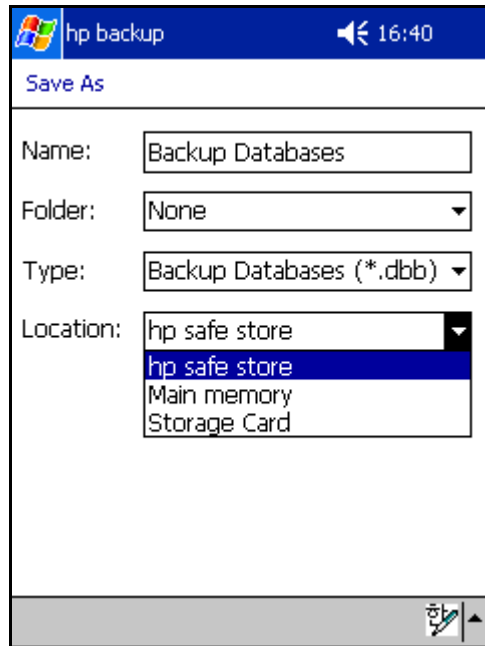 hp backup 16:40
Save As
Name: Backup Databases
Folder: None
Type: Backup Databases (*.dbb)
Location: hp safe store
hp safe store
Main memory
Storage Card